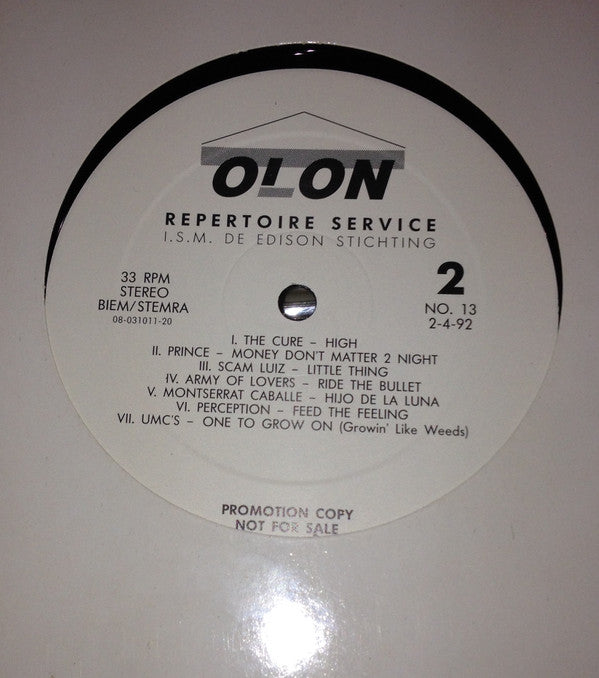 OLON
REPERTOIRE SERVICE
I.S.M. DE EDISON STICHTING
33 RPM
STEREO
BIEM/STEMRA
08-031011-20
2
NO. 13
2-4-92
I. THE CURE – HIGH
II. PRINCE – MONEY DON'T MATTER 2 NIGHT
III. SCAM LUIZ – LITTLE THING
IV. ARMY OF LOVERS – RIDE THE BULLET
V. MONTSERRAT CABALLE – HIJO DE LA LUNA
VI. PERCEPTION – FEED THE FEELING
VII. UMC'S – ONE TO GROW ON (Growin' Like Weeds)
PROMOTION COPY
NOT FOR SALE